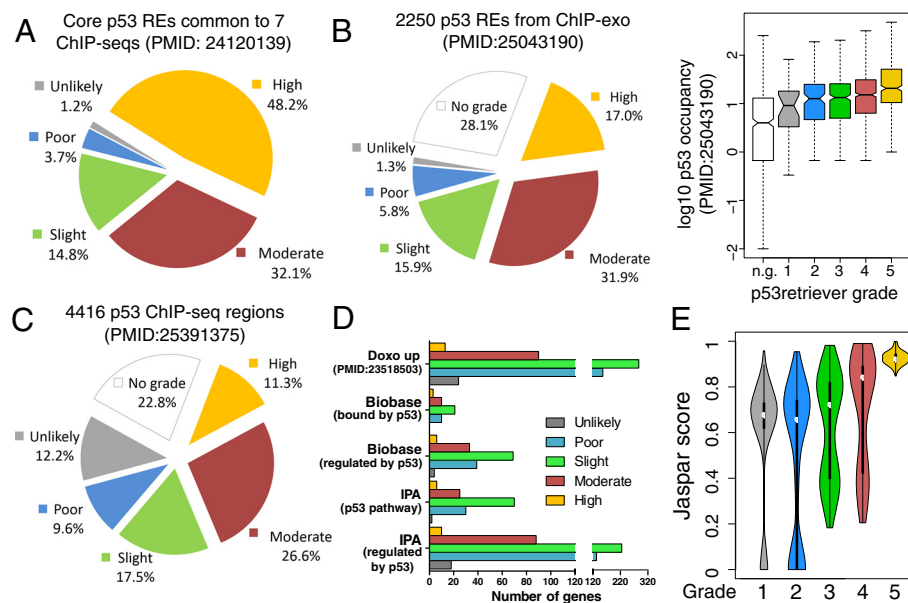 A
Core p53 REs common to 7
ChIP-seqs (PMID: 24120139)
Unlikely
1.2%
High
48.2%
Poor
3.7%
Slight
14.8%
Moderate
32.1%
B
2250 p53 REs from ChIP-exo
(PMID:25043190)
No grade
28.1%
High
17.0%
Unlikely
1.3%
Poor
5.8%
Slight
15.9%
Moderate
31.9%
log10 occupancy
(PMID:25043190)
2
1
0
−1
−2
n.g. 1 2 3 4 5
p53retriever grade
C
4416 p53 ChIP-seq regions
(PMID:25391375)
No grade
22.8%
High
11.3%
Unlikely
12.2%
Poor
9.6%
Slight
17.5%
Moderate
26.6%
D
Doxo up
(PMID:23518503)
Biobase
(bound by p53)
Biobase
(regulated by p53)
IPA
(p53 pathway)
IPA
(regulated
by p53)
Unlikely
Poor
Slight
Moderate
High
0 20 40 60 80 100 120 120 220 320
Number of genes
E
Jaspar score
1
0.8
0.6
0.4
0.2
0
Grade 1 2 3 4 5